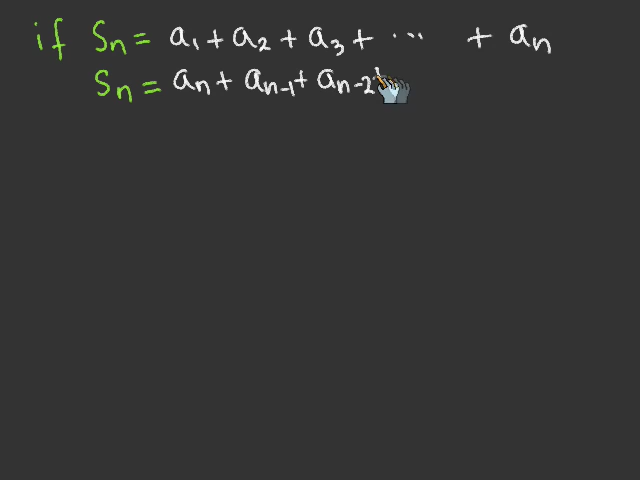 if Sₙ = a₁ + a₂ + a₃ + ... + aₙ
Sₙ = aₙ + aₙ₋₁ + aₙ₋₂ +